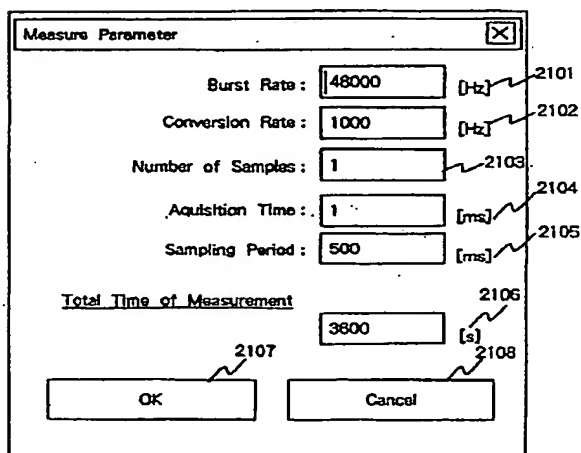 Measure Parameter
Burst Rate: 48000 [Hz] 2101
Conversion Rate: 1000 [Hz] 2102
Number of Samples: 1 2103
Aquisition Time: 1 [ms] 2104
Sampling Period: 500 [ms] 2105
Total Time of Measurement
3600 [s] 2106
2107 2108
OK Cancel